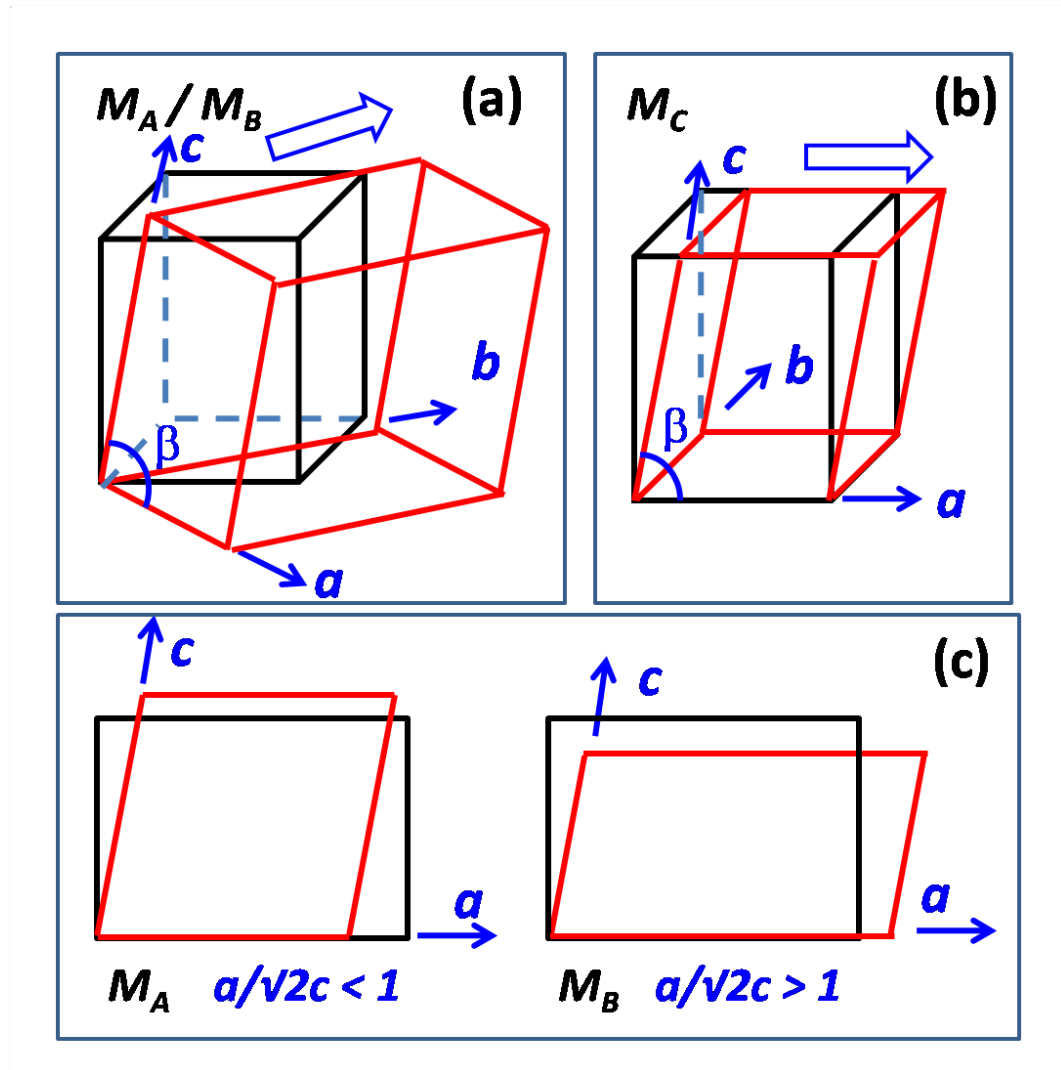 M_A / M_B (a)
c
b
β
a
M_C (b)
c
b
β
a
(c)
c
a
M_A a/√2c < 1
c
a
M_B a/√2c > 1